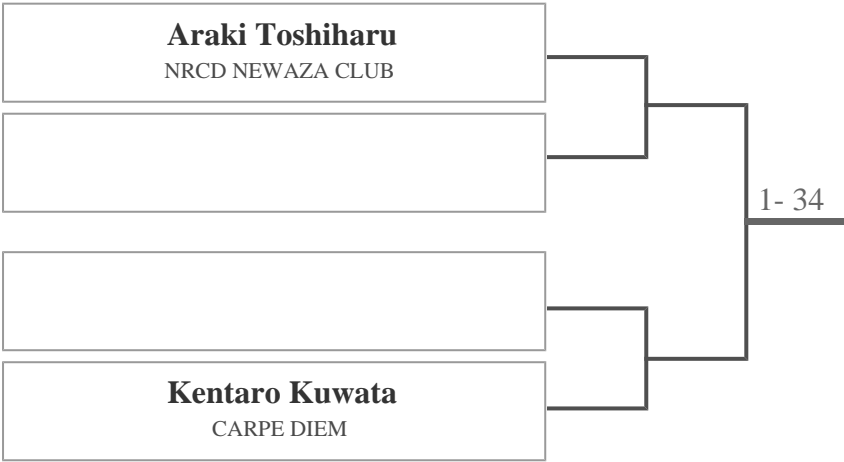 Araki Toshiharu
NRCD NEWAZA CLUB
1- 34
Kentaro Kuwata
CARPE DIEM